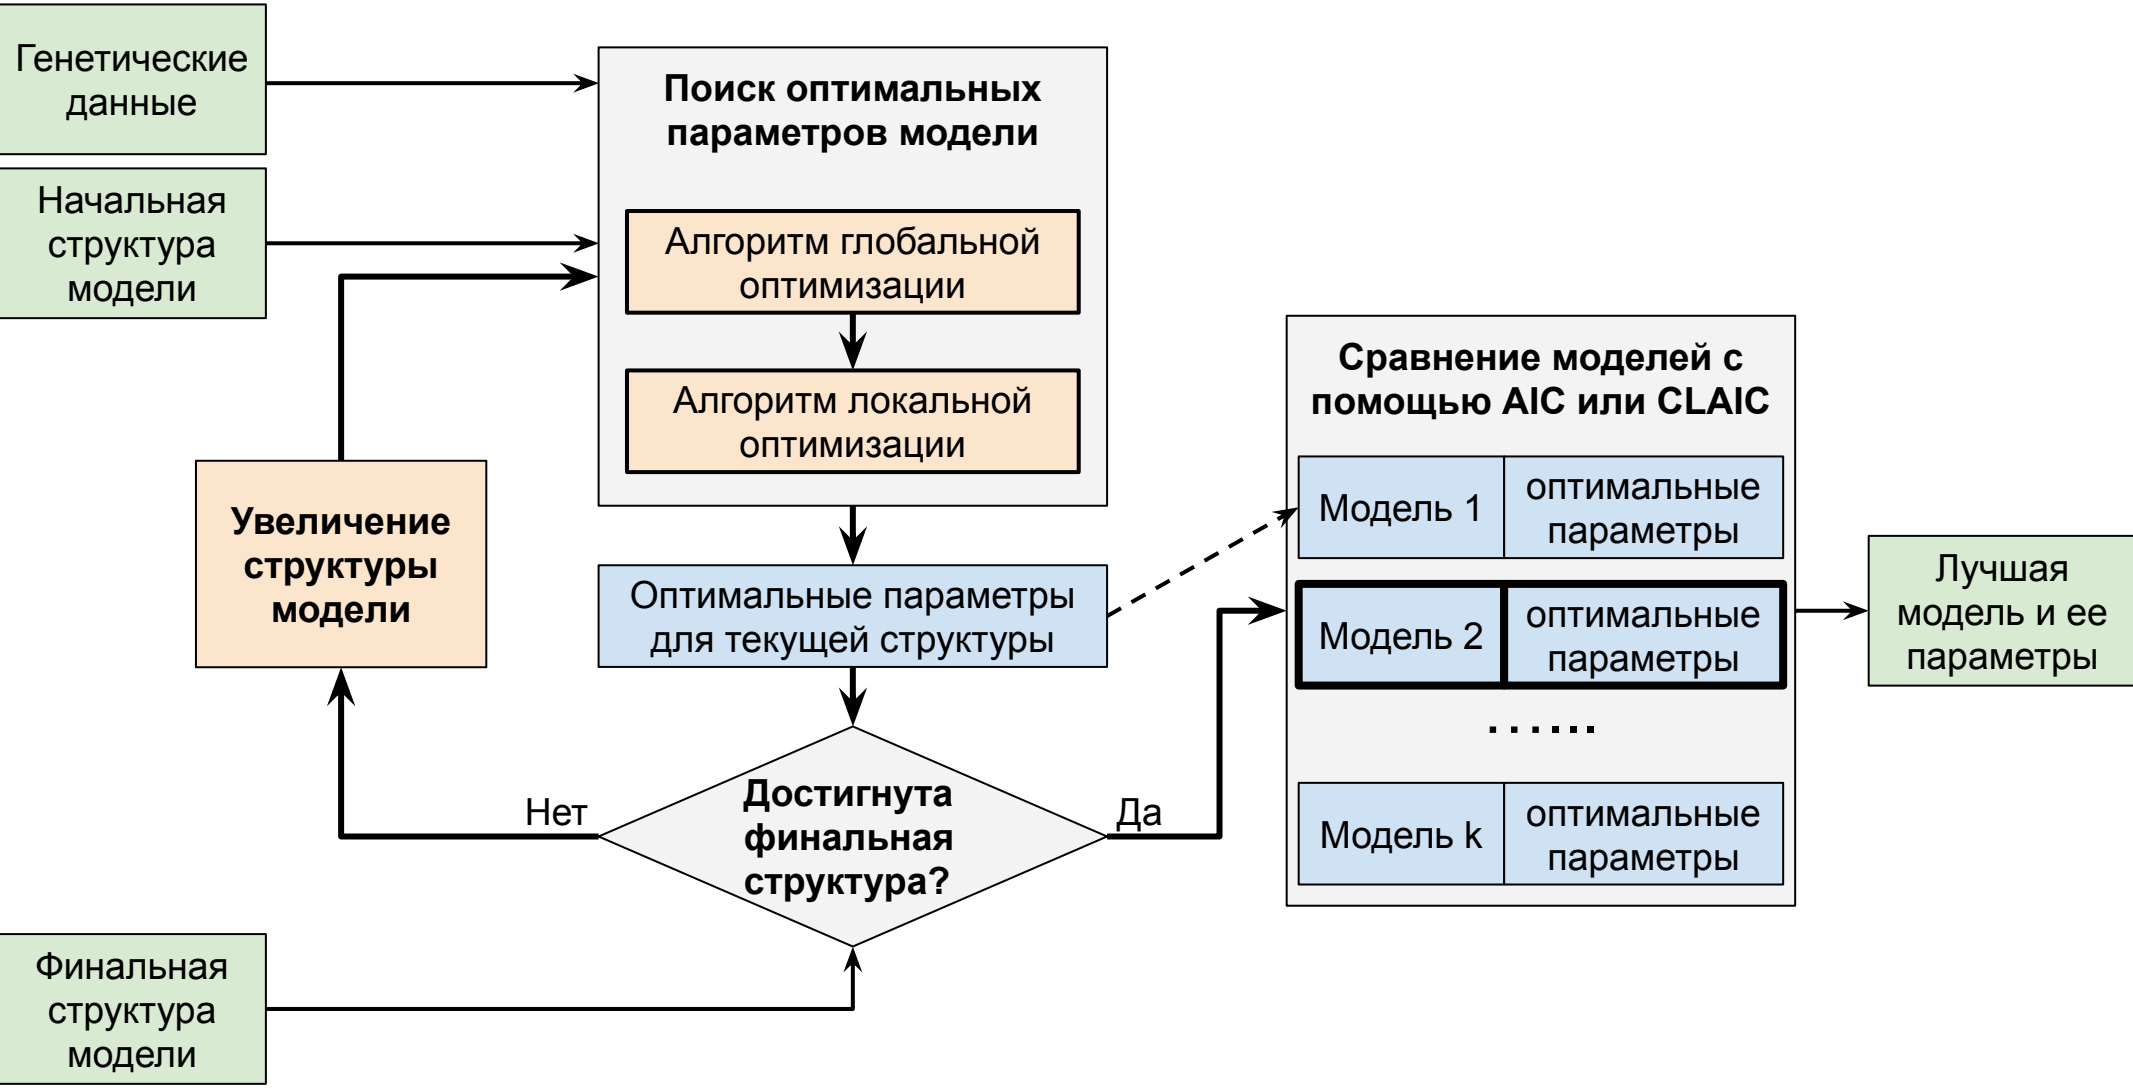 Генетические
данные
Начальная
структура
модели
Поиск оптимальных
параметров модели
Алгоритм глобальной
оптимизации
Алгоритм локальной
оптимизации
Увеличение
структуры
модели
Оптимальные параметры
для текущей структуры
Достигнута
финальная
структура?
Нет
Да
Финальная
структура
модели
Сравнение моделей с
помощью AIC или CLAIC
Модель 1
оптимальные
параметры
Модель 2
оптимальные
параметры
......
Модель k
оптимальные
параметры
Лучшая
модель и ее
параметры